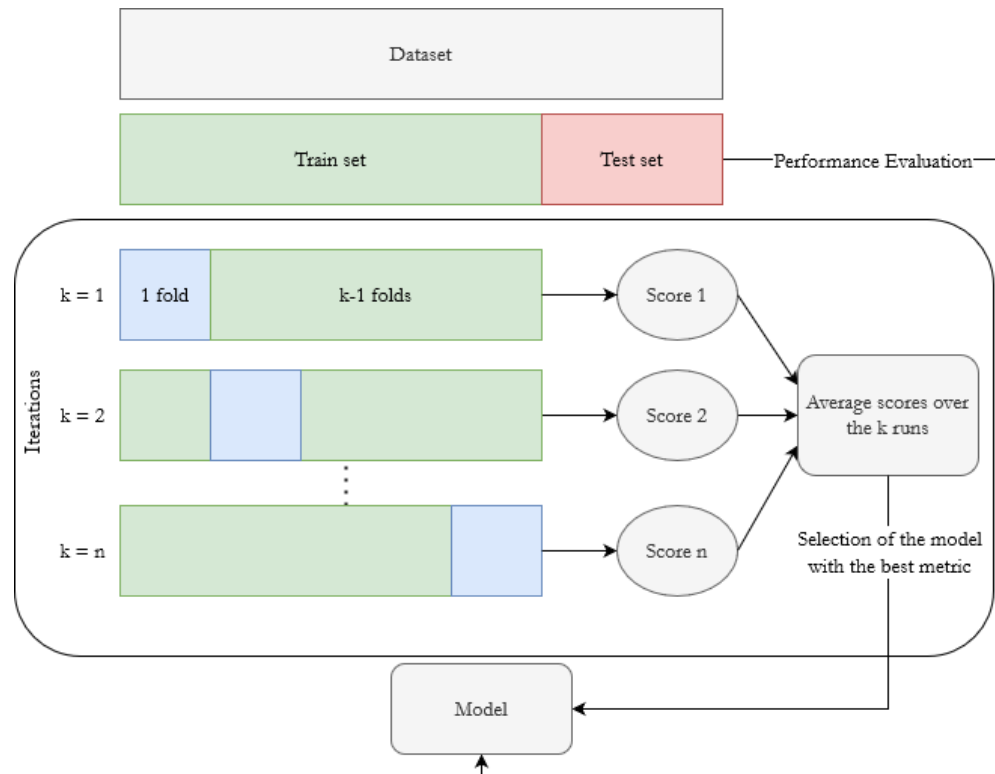 Dataset
Train set
Test set
Performance Evaluation
Iterations
k = 1
1 fold
k-1 folds
Score 1
k = 2
Score 2
Average scores over
the k runs
k = n
Score n
Selection of the model
with the best metric
Model